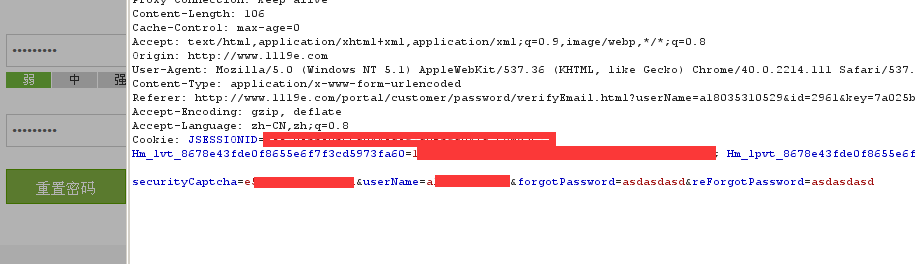 Proxy-Connection: keep-alive
Content-Length: 106
Cache-Control: max-age=0
Accept: text/html,application/xhtml+xml,application/xml;q=0.9,image/webp,*/*;q=0.8
Origin: http://www.1119e.com
User-Agent: Mozilla/5.0 (Windows NT 5.1) AppleWebKit/537.36 (KHTML, like Gecko) Chrome/40.0.2214.111 Safari/537.
Content-Type: application/x-www-form-urlencoded
Referer: http://www.1119e.com/portal/customer/password/verifyEmail.html?userName=a18035310529&id=2961&key=7a025b
Accept-Encoding: gzip, deflate
Accept-Language: zh-CN,zh;q=0.8
Cookie: JSESSIONID=
Hm_lvt_8678e43fde0f8655e6f7f3cd5973fa60=1 ; Hm_lpvt_8678e43fde0f8655e6f
securityCaptcha=e &userName=a &forgotPassword=asdasdasd&reForgotPassword=asdasdasd
•••••••••
弱 中 强
•••••••••
重置密码